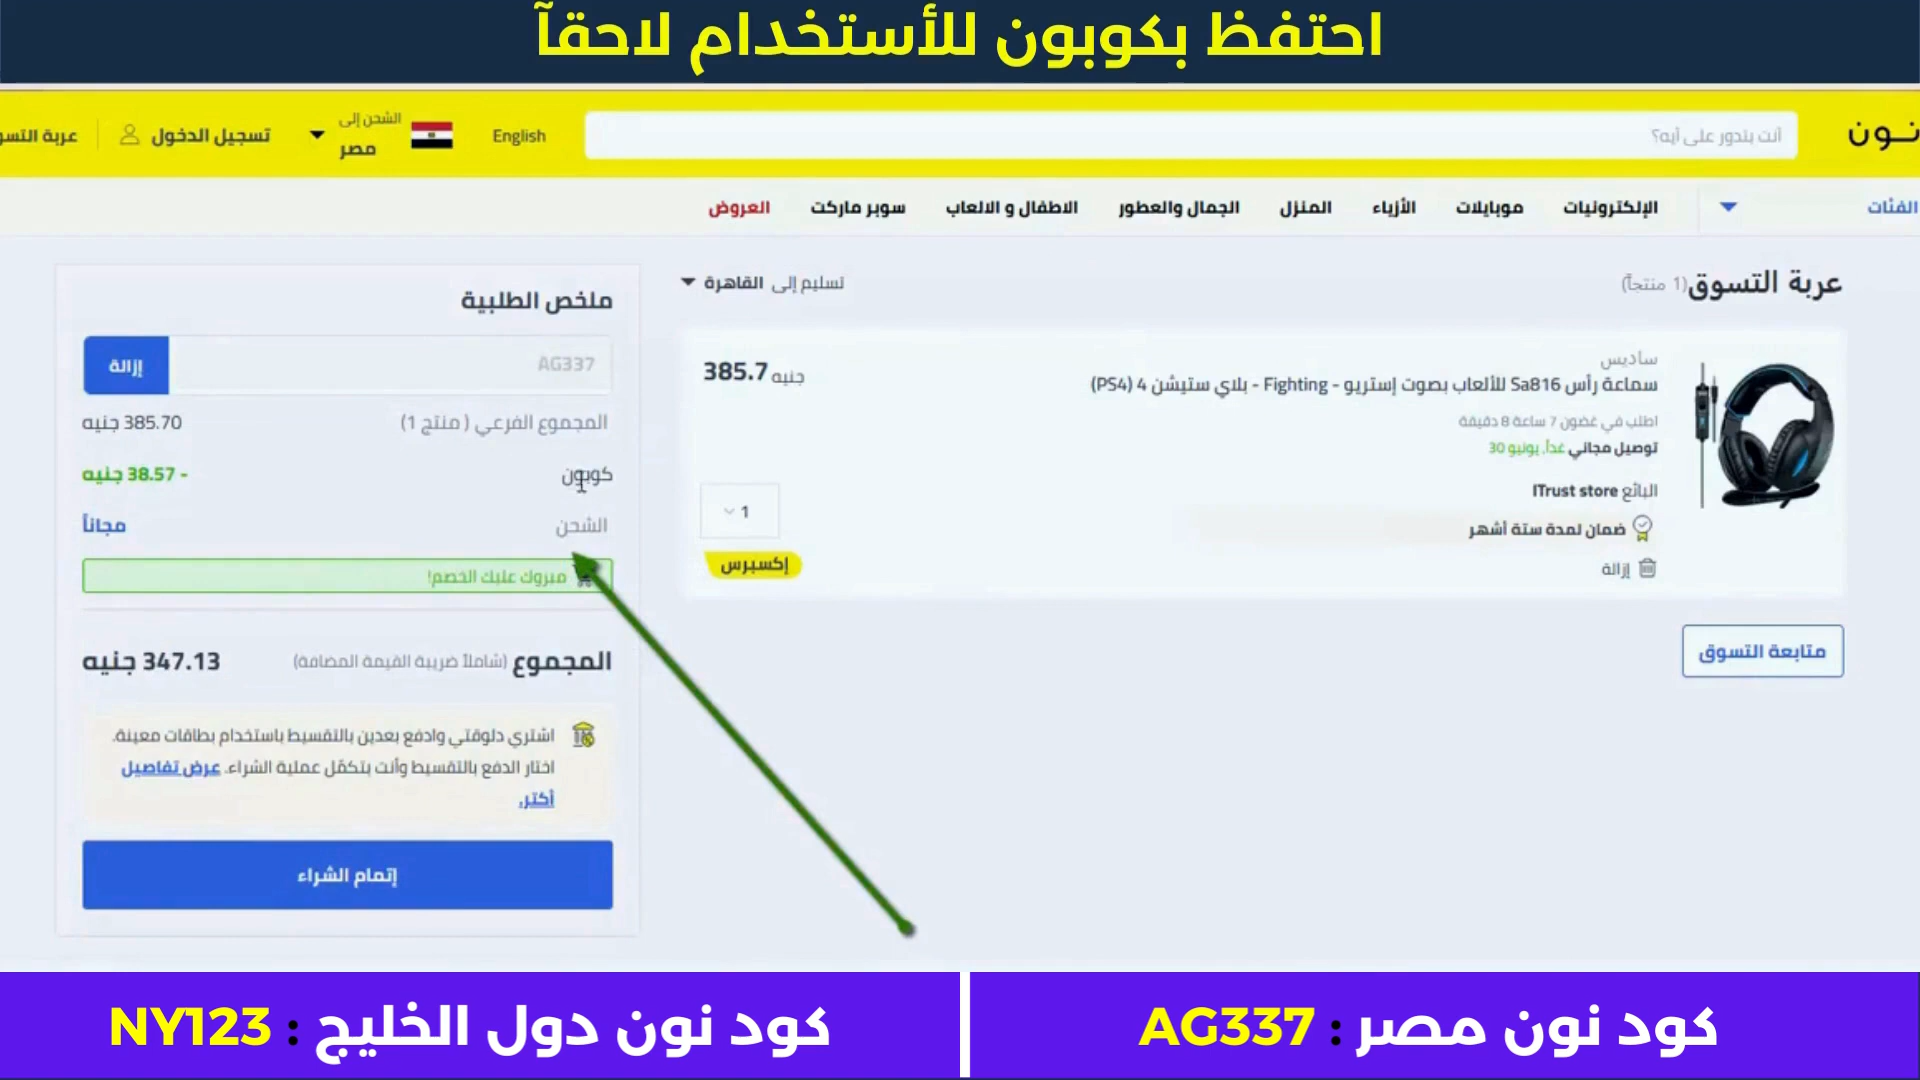 احتفظ بكوبون للأستخدام لاحقاً
نون
أنت بتدور على أيه؟
English
الشحن إلى
مصر
تسجيل الدخول
عربة التسو
الفئات
الإلكترونيات
موبايلات
الأزياء
المنزل
الجمال والعطور
الاطفال و الالعاب
سوبر ماركت
العروض
عربة التسوق (1 منتجاً)
تسليم إلى القاهرة
ساديس
سماعة رأس Sa816 للألعاب بصوت إستريو - Fighting - بلاي ستيشن 4 (PS4)
جنيه 385.7
اطلب في غضون 7 ساعة 8 دقيقة
توصيل مجاني غداً, يونيو 30
البائع ITrust store
ضمان لمدة ستة أشهر
إزالة
1
إكسبرس
متابعة التسوق
ملخص الطلبية
AG337
إزالة
المجموع الفرعي ( منتج 1) 385.70 جنيه
كوبون - 38.57 جنيه
الشحن مجاناً
مبروك عليك الخصم!
المجموع (شاملاً ضريبة القيمة المضافة) 347.13 جنيه
اشتري دلوقتي وادفع بعدين بالتقسيط باستخدام بطاقات معينة.
اختار الدفع بالتقسيط وأنت بتكمّل عملية الشراء. عرض تفاصيل
أكتر.
إتمام الشراء
كود نون مصر : AG337
كود نون دول الخليج : NY123